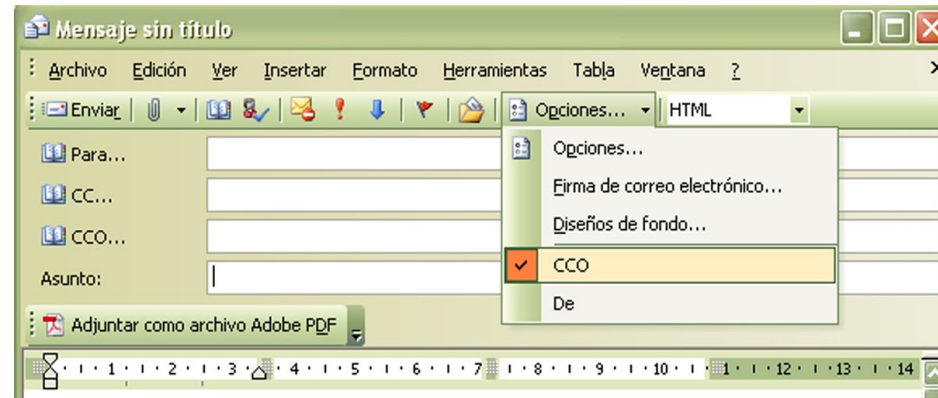 Mensaje sin título
Archivo Edición Ver Insertar Formato Herramientas Tabla Ventana ?
Enviar Opciones... HTML
Para...
Opciones...
CC...
Firma de correo electrónico...
Diseños de fondo...
CCO...
CCO
Asunto:
De
Adjuntar como archivo Adobe PDF
1 2 3 4 5 6 7 8 9 10 1 12 13 14